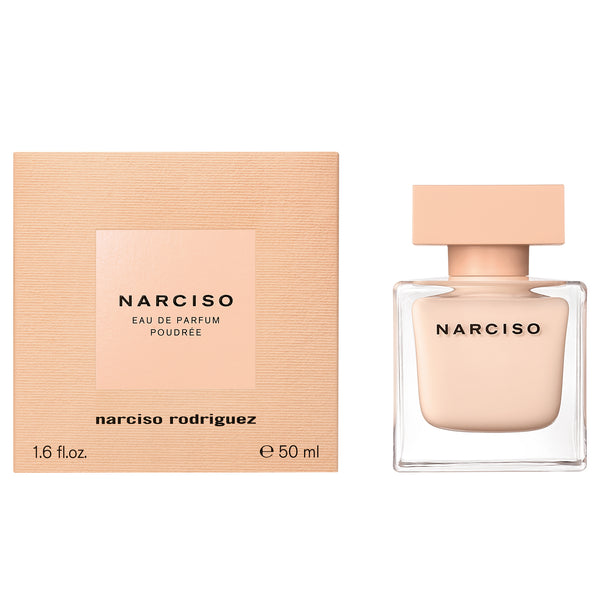 NARCISO
EAU DE PARFUM
POUDRÉE
narciso rodriguez
1.6 fl.oz.
℮ 50 ml
NARCISO